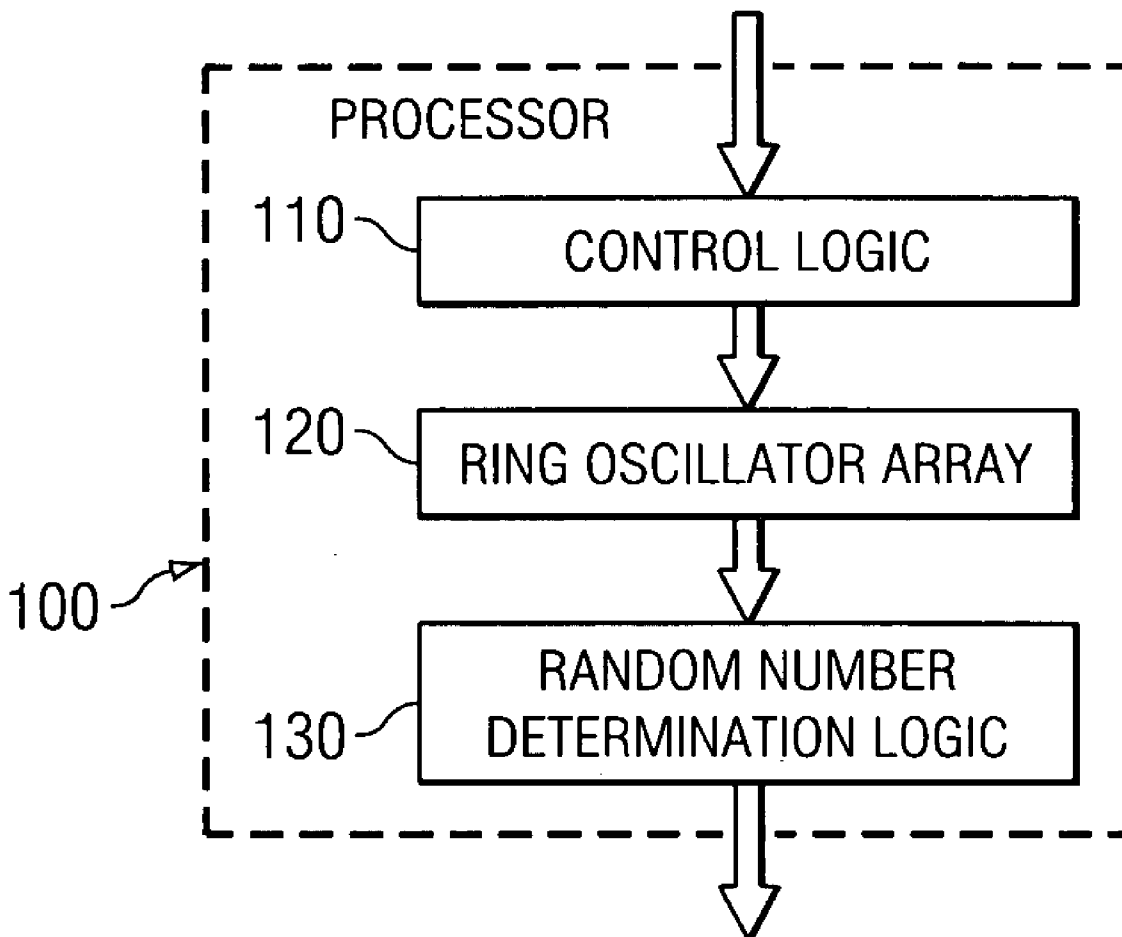 PROCESSOR
110
CONTROL LOGIC
120
RING OSCILLATOR ARRAY
100
130
RANDOM NUMBER
DETERMINATION LOGIC